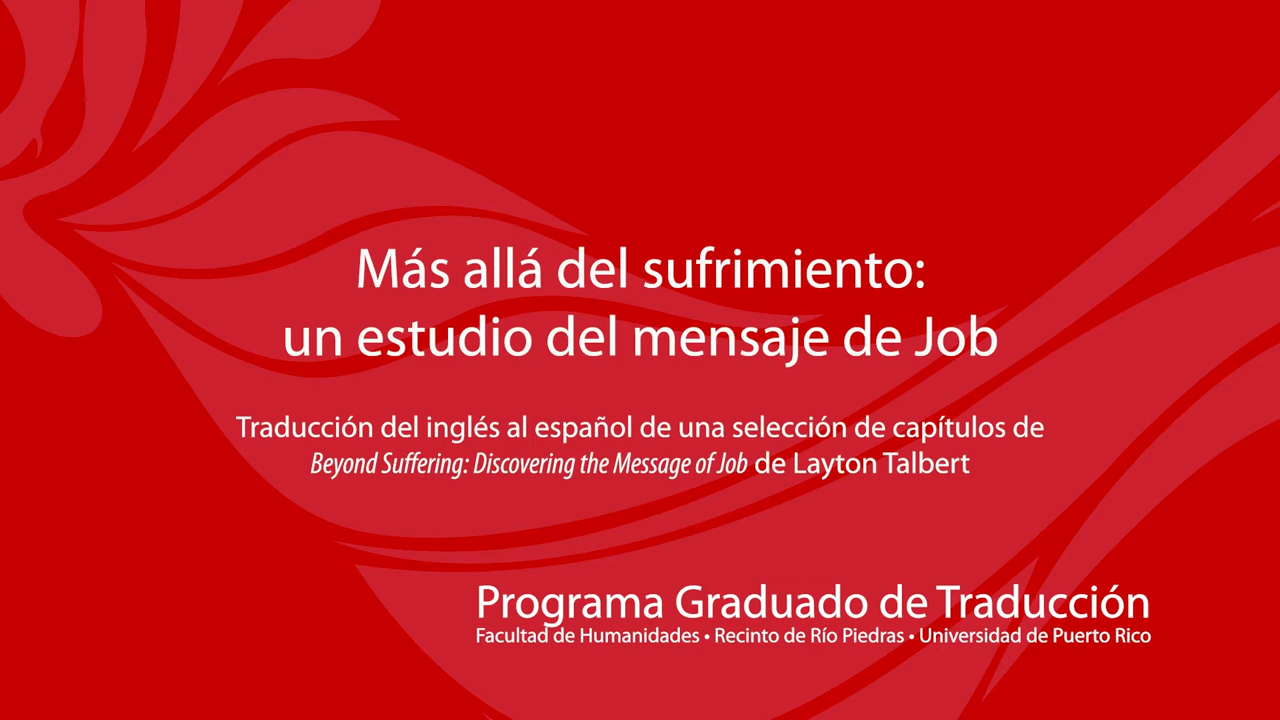 Más allá del sufrimiento:
un estudio del mensaje de Job
Traducción del inglés al español de una selección de capítulos de
Beyond Suffering: Discovering the Message of Job de Layton Talbert
Programa Graduado de Traducción
Facultad de Humanidades • Recinto de Río Piedras • Universidad de Puerto Rico